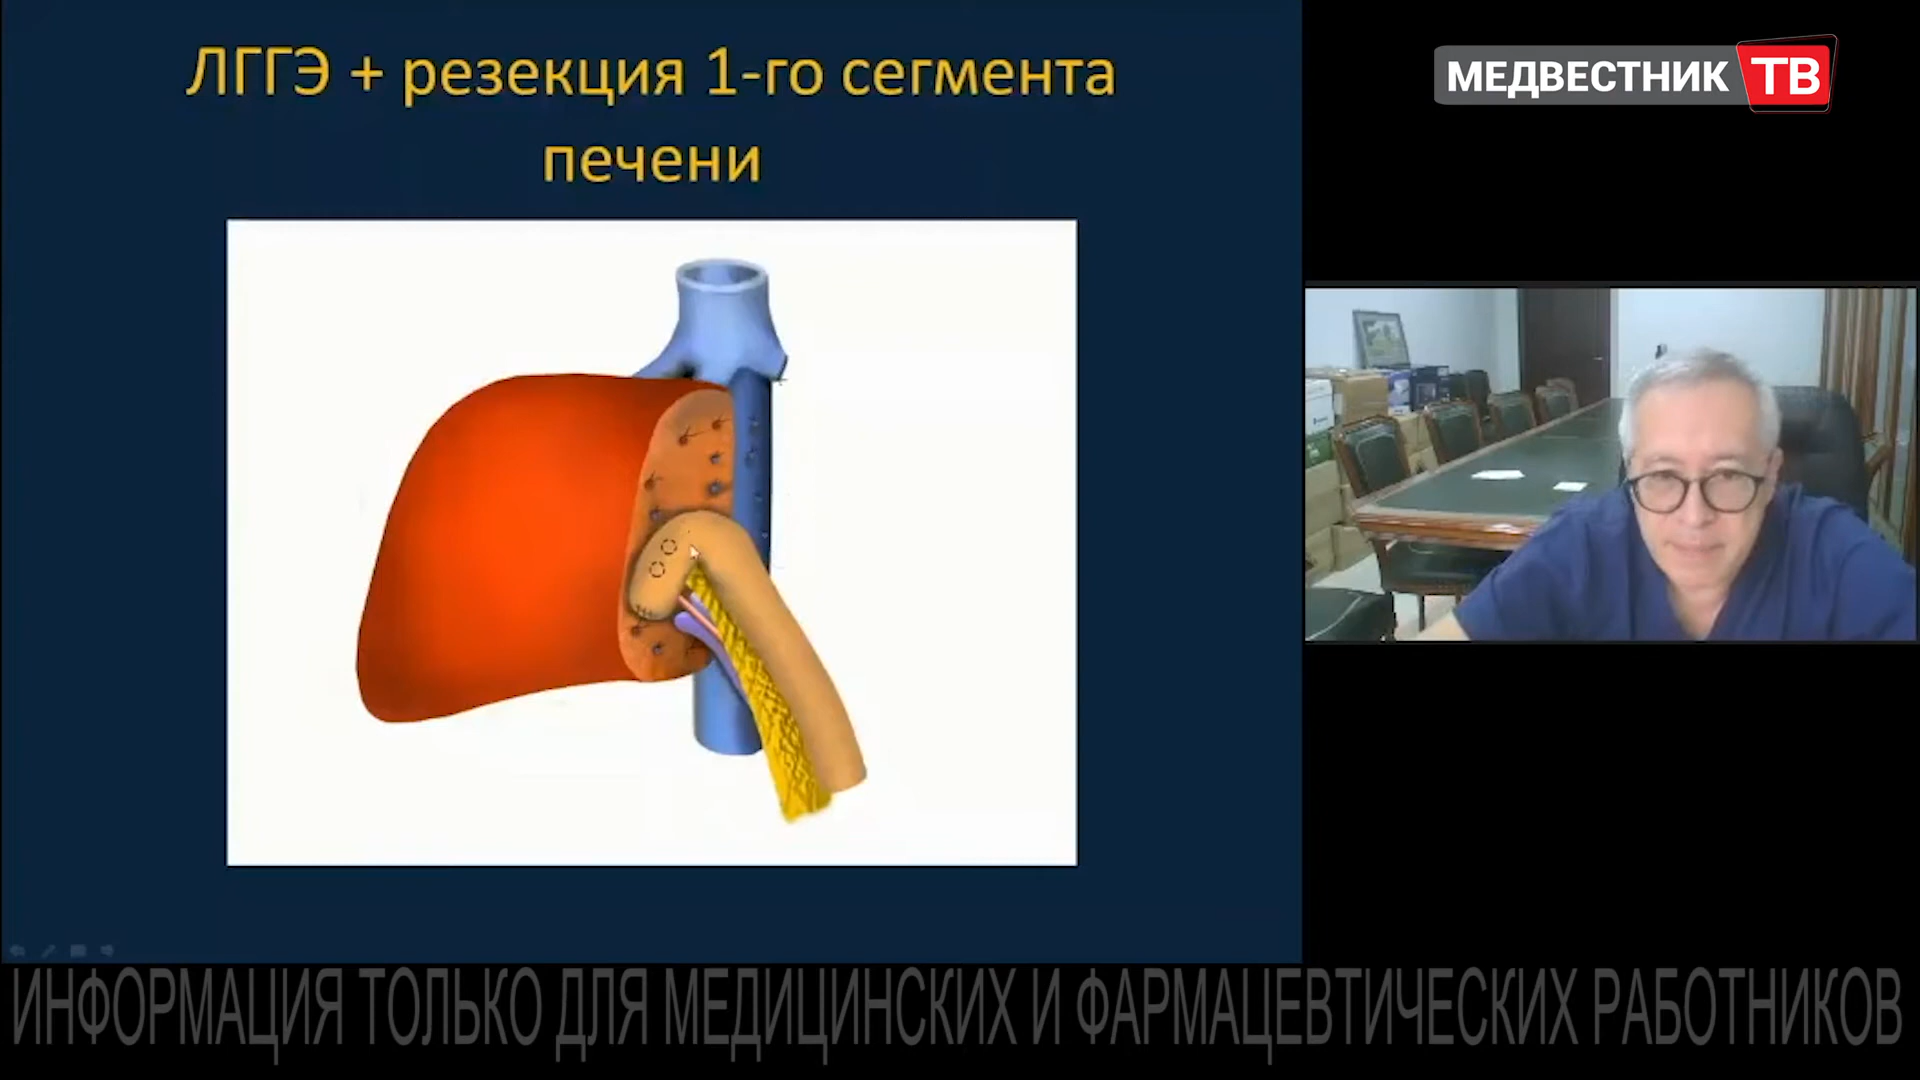 ЛГГЭ + резекция 1-го сегмента
печени
МЕДВЕСТНИК ТВ
ИНФОРМАЦИЯ ТОЛЬКО ДЛЯ МЕДИЦИНСКИХ И ФАРМАЦЕВТИЧЕСКИХ РАБОТНИКОВ